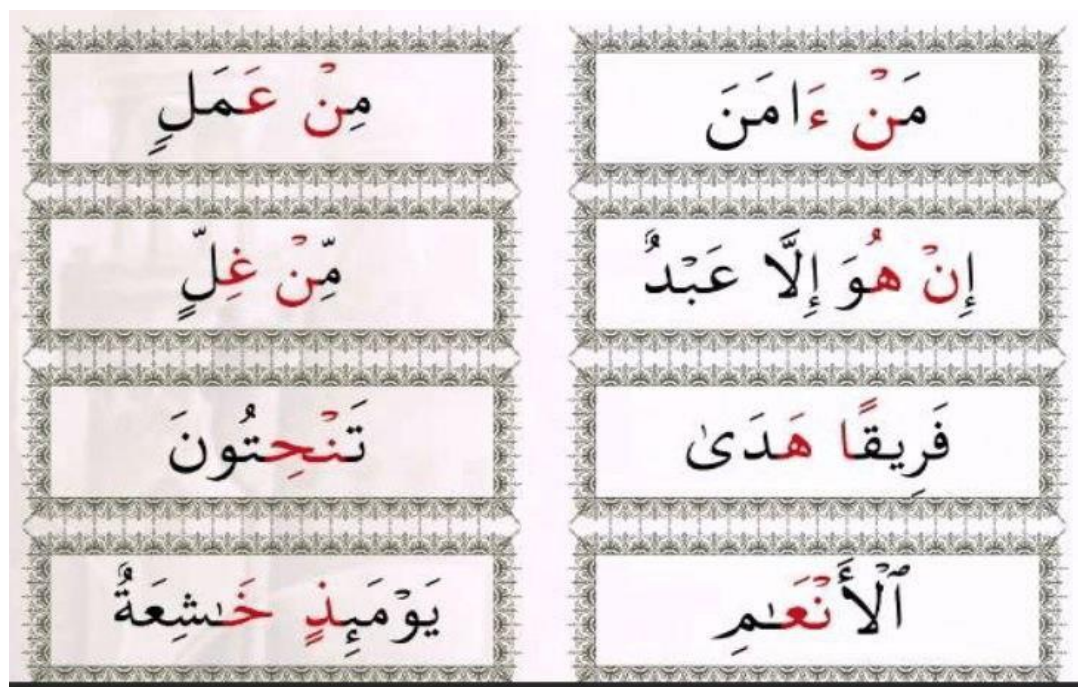 مَنۡ ءَامَنَ
مِنۡ عَمَلٍ
إِنۡ هُوَ إِلَّا عَبۡدٌ
مِّنۡ غِلٍّ
فَرِيقًا هَدَىٰ
تَنۡحِتُونَ
ٱلۡأَنۡعَـٰمِ
يَوۡمَئِذٍ خَـٰشِعَةٌ